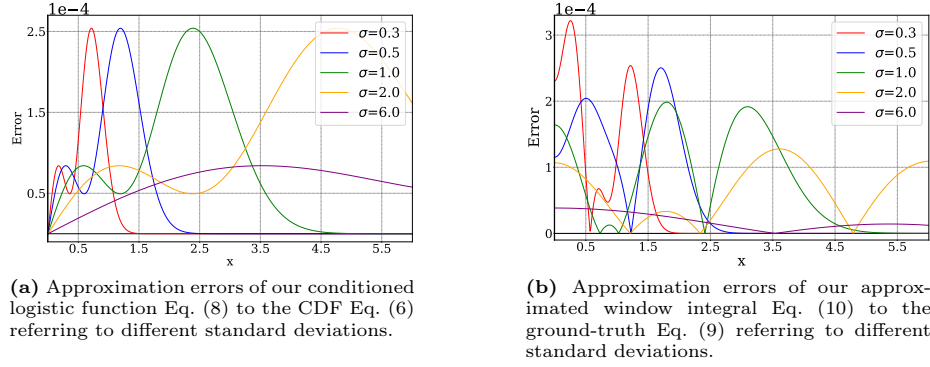 1e−4
2.5
1.5
0.5
Error
σ=0.3
σ=0.5
σ=1.0
σ=2.0
σ=6.0
0.5 1.5 2.5 3.5 4.5 5.5
x
(a) Approximation errors of our conditioned
logistic function Eq. (8) to the CDF Eq. (6)
referring to different standard deviations.
1e−4
4
3
2
1
0
Error
σ=0.3
σ=0.5
σ=1.0
σ=2.0
σ=6.0
0.5 1.5 2.5 3.5 4.5 5.5
x
(b) Approximation errors of our approx-
imated window integral Eq. (10) to the
ground-truth Eq. (9) referring to different
standard deviations.